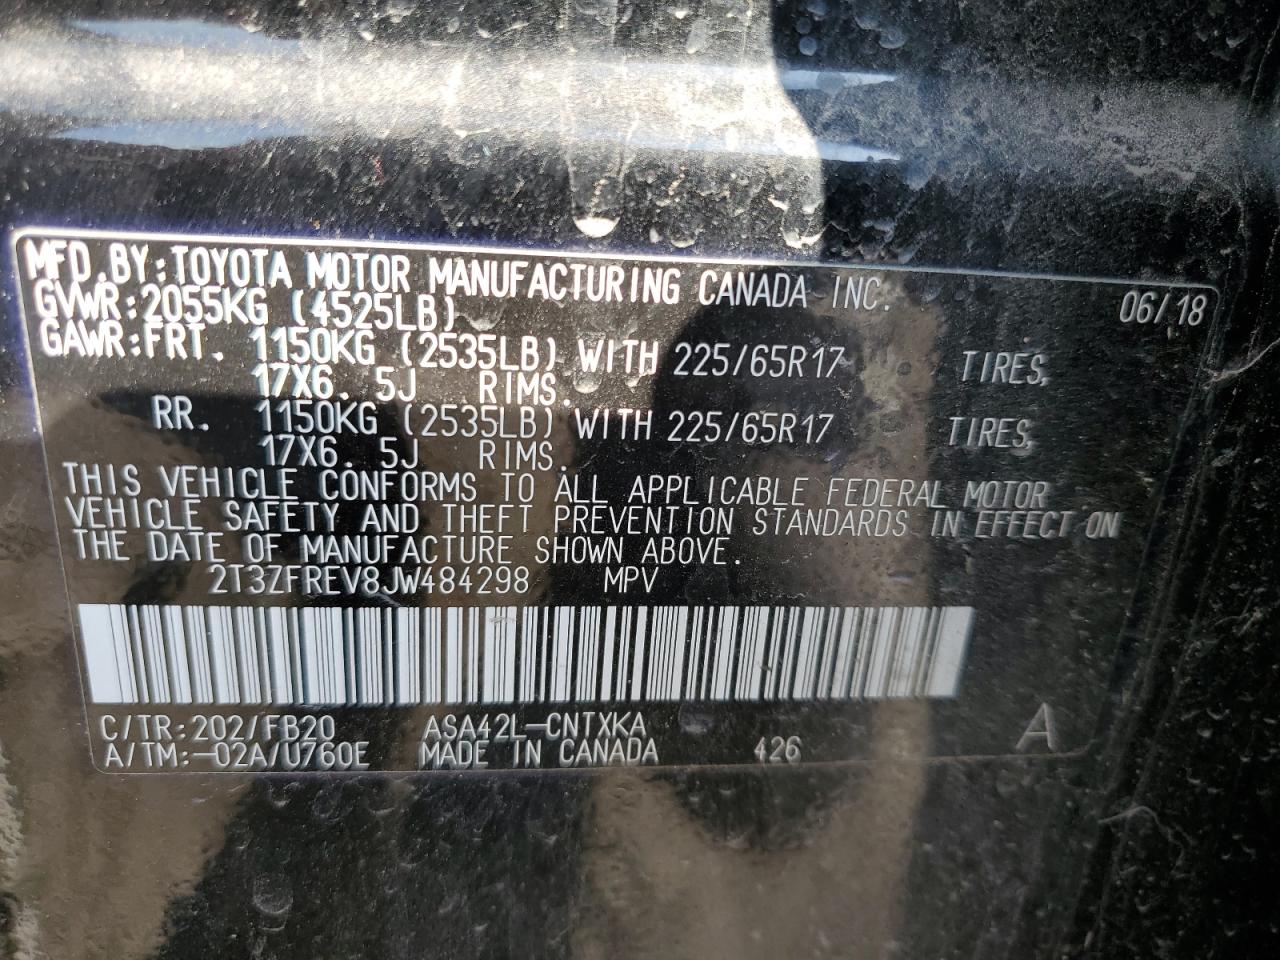 MFD.BY:TOYOTA MOTOR MANUFACTURING CANADA INC. 06/18
GVWR:2055KG (4525LB)
GAWR:FRT. 1150KG (2535LB) WITH 225/65R17 TIRES,
17X6.5J RIMS.
RR. 1150KG (2535LB) WITH 225/65R17 TIRES,
17X6.5J RIMS.
THIS VEHICLE CONFORMS TO ALL APPLICABLE FEDERAL MOTOR
VEHICLE SAFETY AND THEFT PREVENTION STANDARDS IN EFFECT ON
THE DATE OF MANUFACTURE SHOWN ABOVE.
2T3ZFREV8JW484298 MPV
C/TR:202/FB20 ASA42L-CNTXKA A
A/TM:-02A/U760E MADE IN CANADA 426